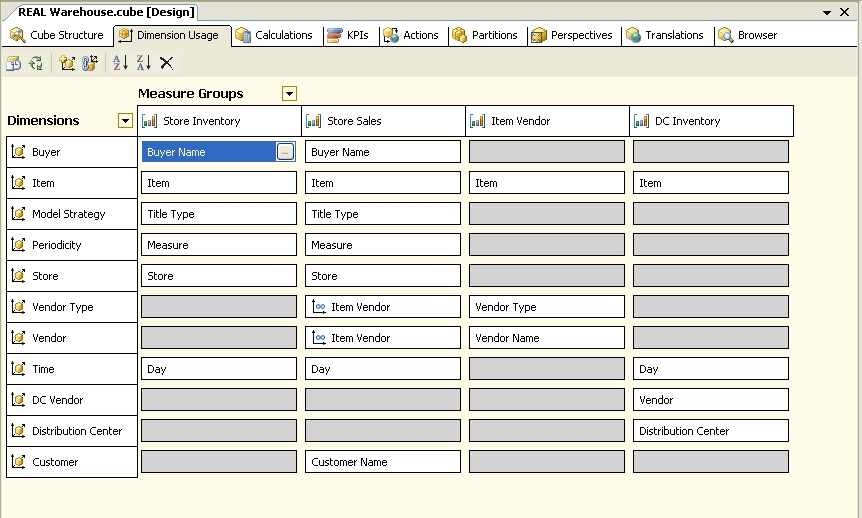 REAL Warehouse.cube [Design]
Cube Structure Dimension Usage Calculations KPIs Actions Partitions Perspectives Translations Browser
Measure Groups
Dimensions Store Inventory Store Sales Item Vendor DC Inventory
Buyer Buyer Name ... Buyer Name
Item Item Item Item Item
Model Strategy Title Type Title Type
Periodicity Measure Measure
Store Store Store
Vendor Type Item Vendor Vendor Type
Vendor Item Vendor Vendor Name
Time Day Day Day
DC Vendor Vendor
Distribution Center Distribution Center
Customer Customer Name